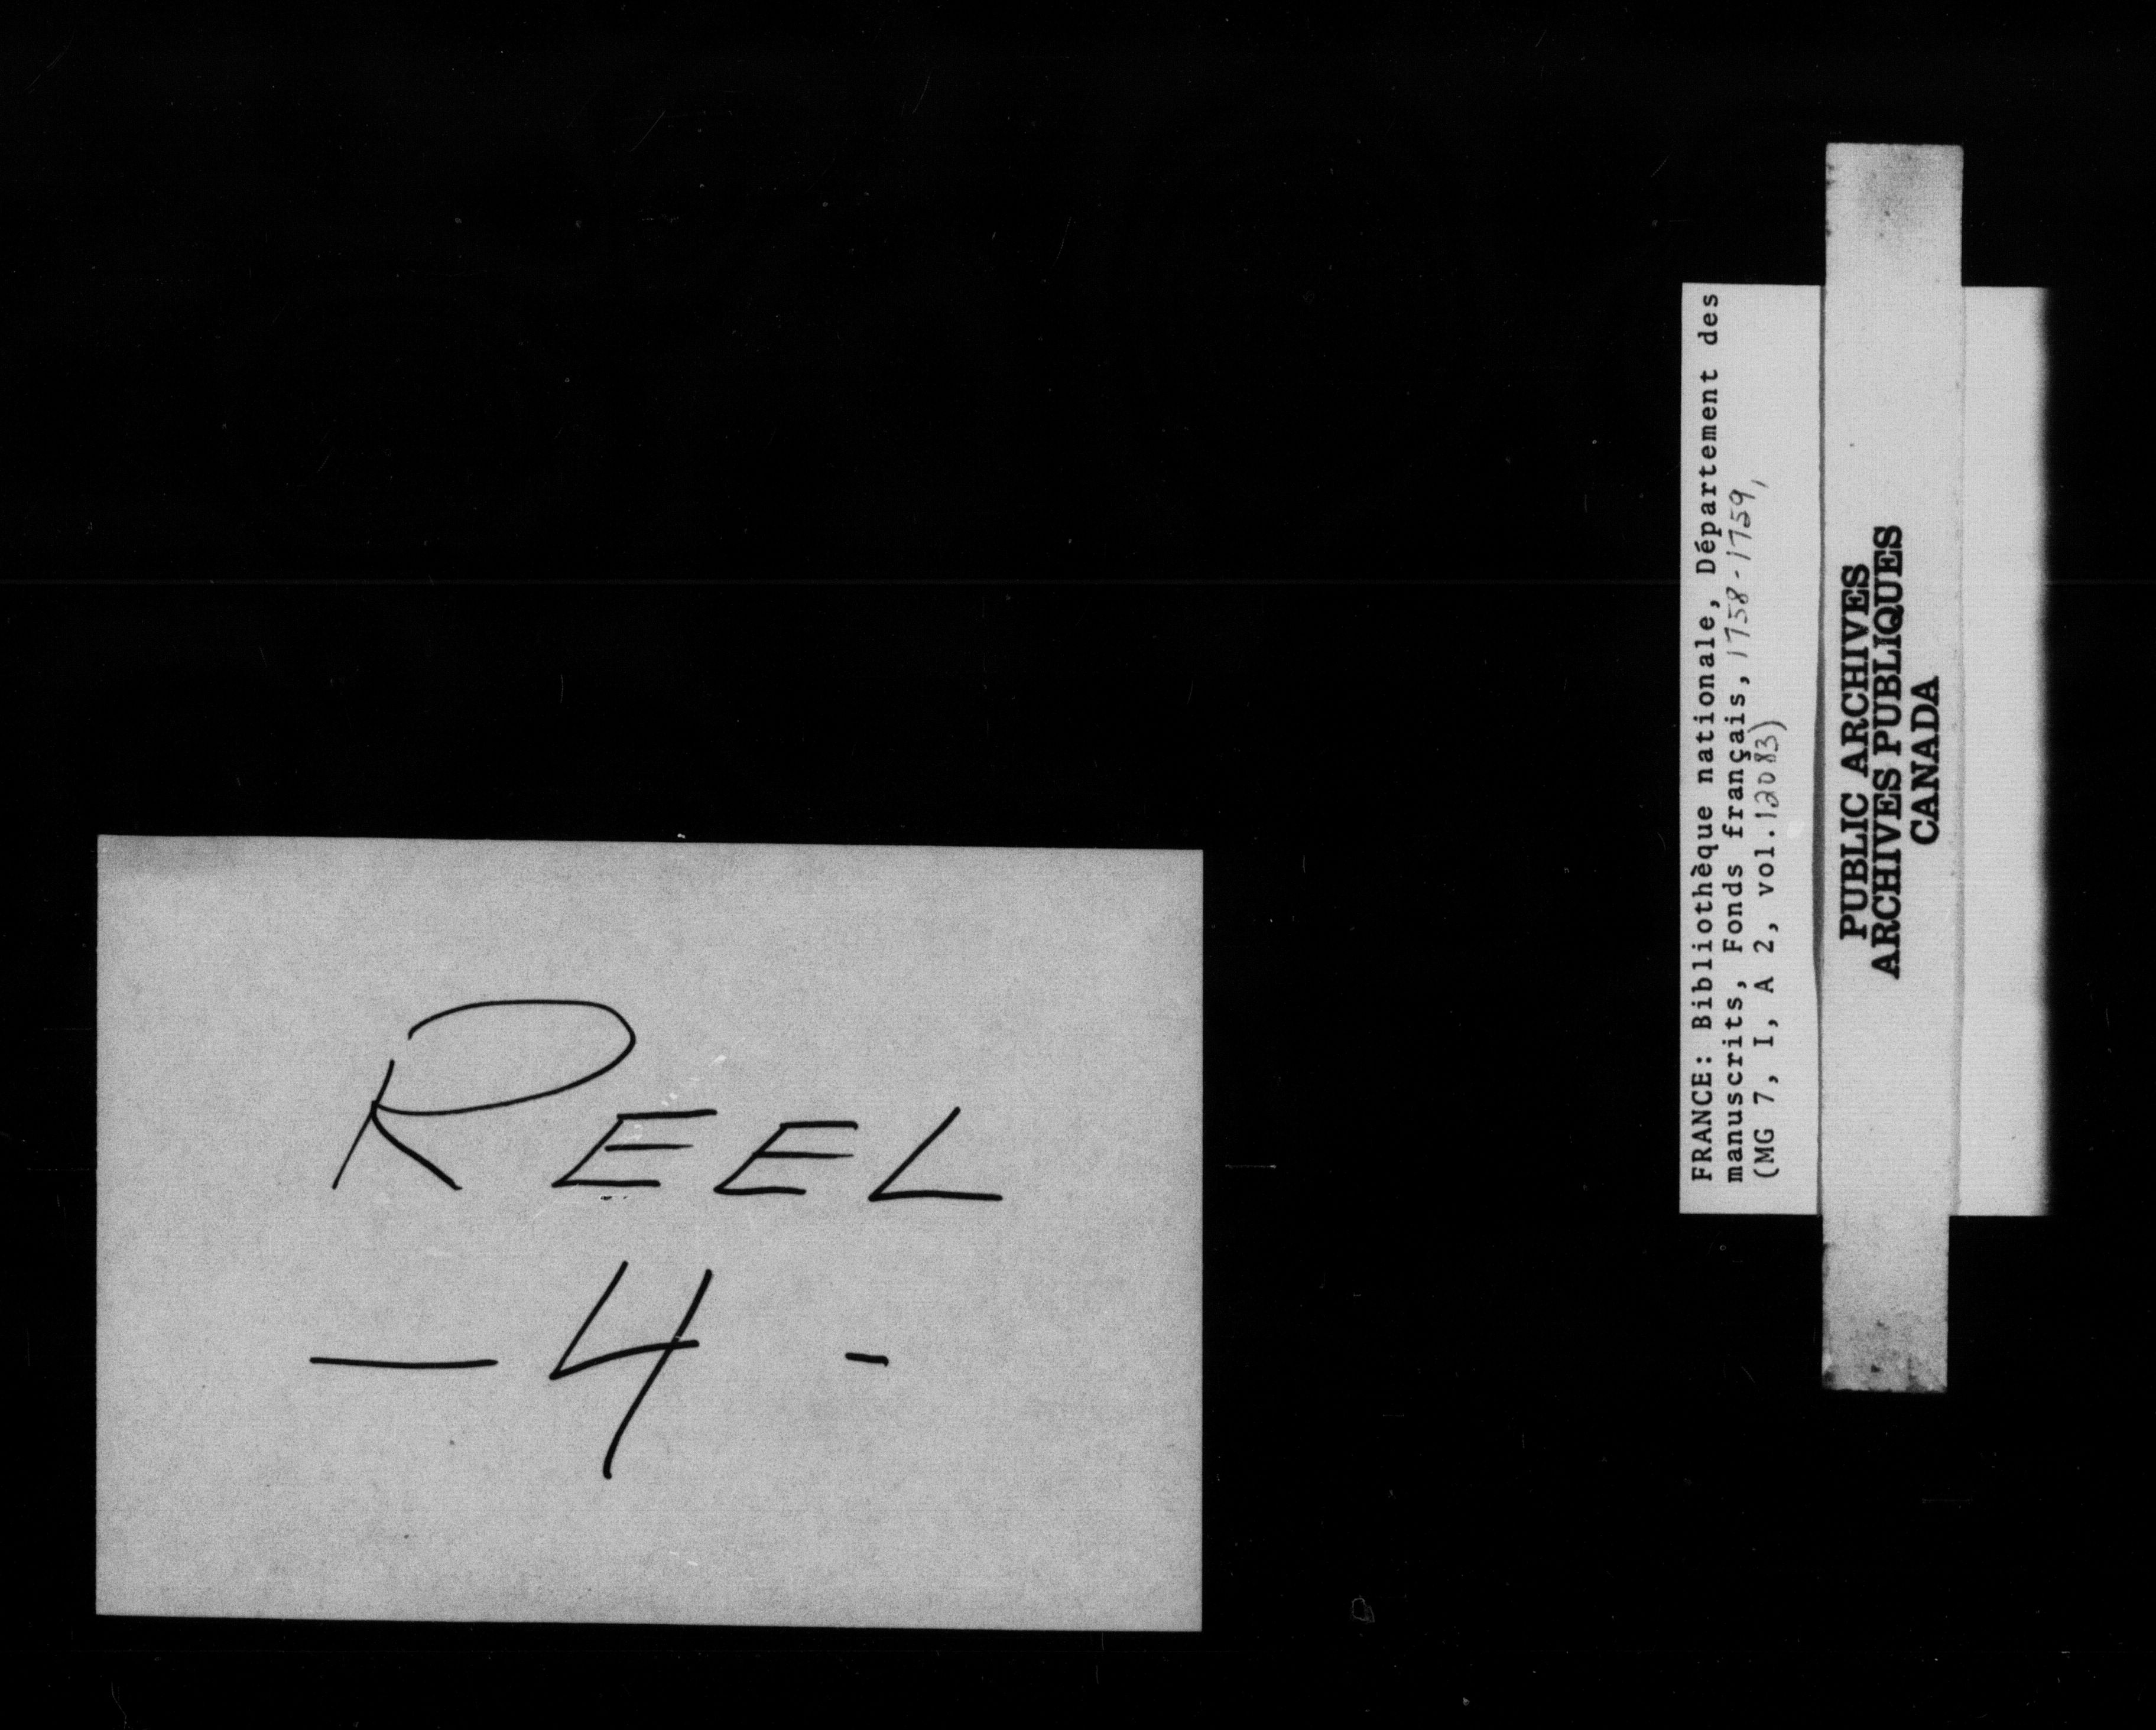 REEL
— 4 -
FRANCE: Bibliothèque nationale, Département des
manuscrits, Fonds français, 1758-1759,
(MG 7, I, A 2, vol. 12083)
PUBLIC ARCHIVES
ARCHIVES PUBLIQUES
CANADA